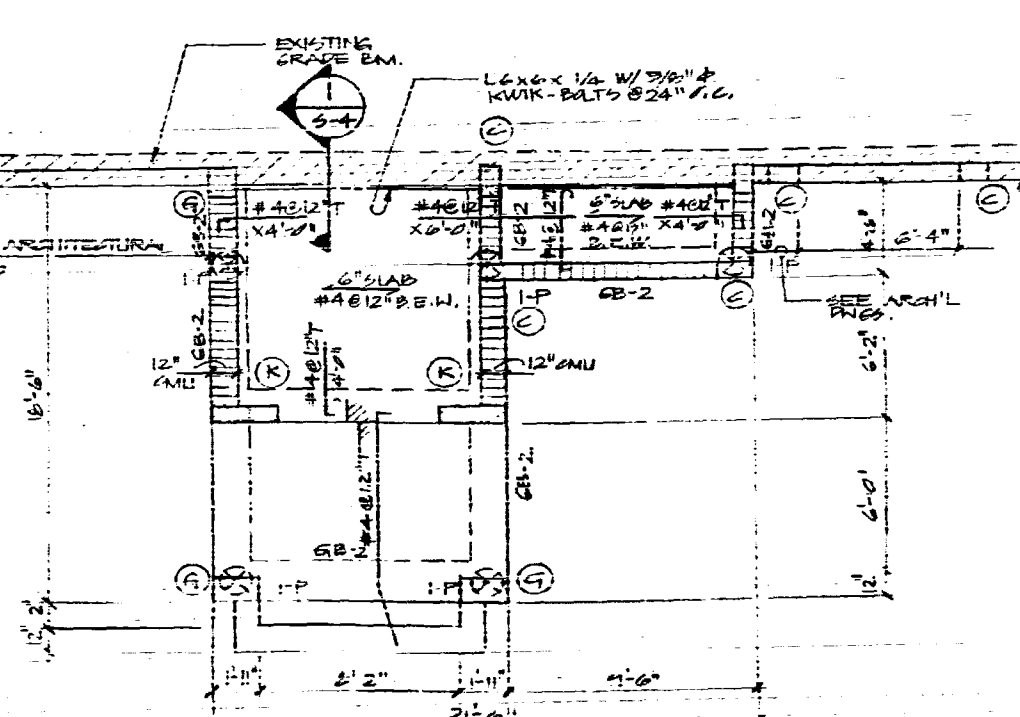 EXISTING
GRADE BM.
L6x6x 1/4 W/ 5/8" Φ
KWIK-BOLTS @ 24" O.C.
1
S-4
C
G
#4@12"T
X4'-0"
#4@12
X6'-0"
GB-2
6" SLAB
#4@12"
B.E.W.
#4@12"T
X4'-0"
C
C
6'-4"
ARCHITECTURAL
GB-2
1-P
6" SLAB
#4@12" B.E.W.
1-P
GB-2
C
C
SEE ARCH'L
DWGS.
GB-2
12"
CMU
K
#4@12"T
4'-0"
K
12" CMU
6'-2"
16'-6"
#4@12"T
GB-2
GB-2
6'-0"
12"
G
1-P
1-P
G
12"
2"
1'-11"
1'-11"
9'-6"